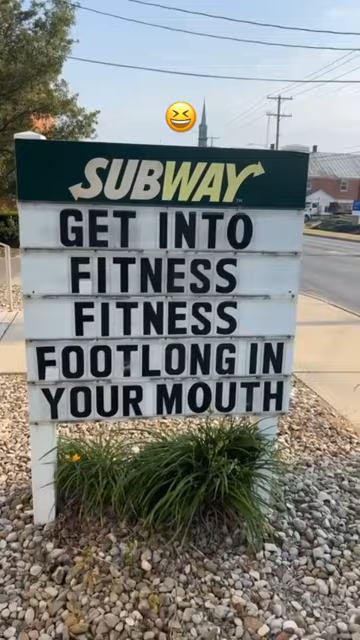 SUBWAY
GET INTO
FITNESS
FITNESS
FOOTLONG IN
YOUR MOUTH